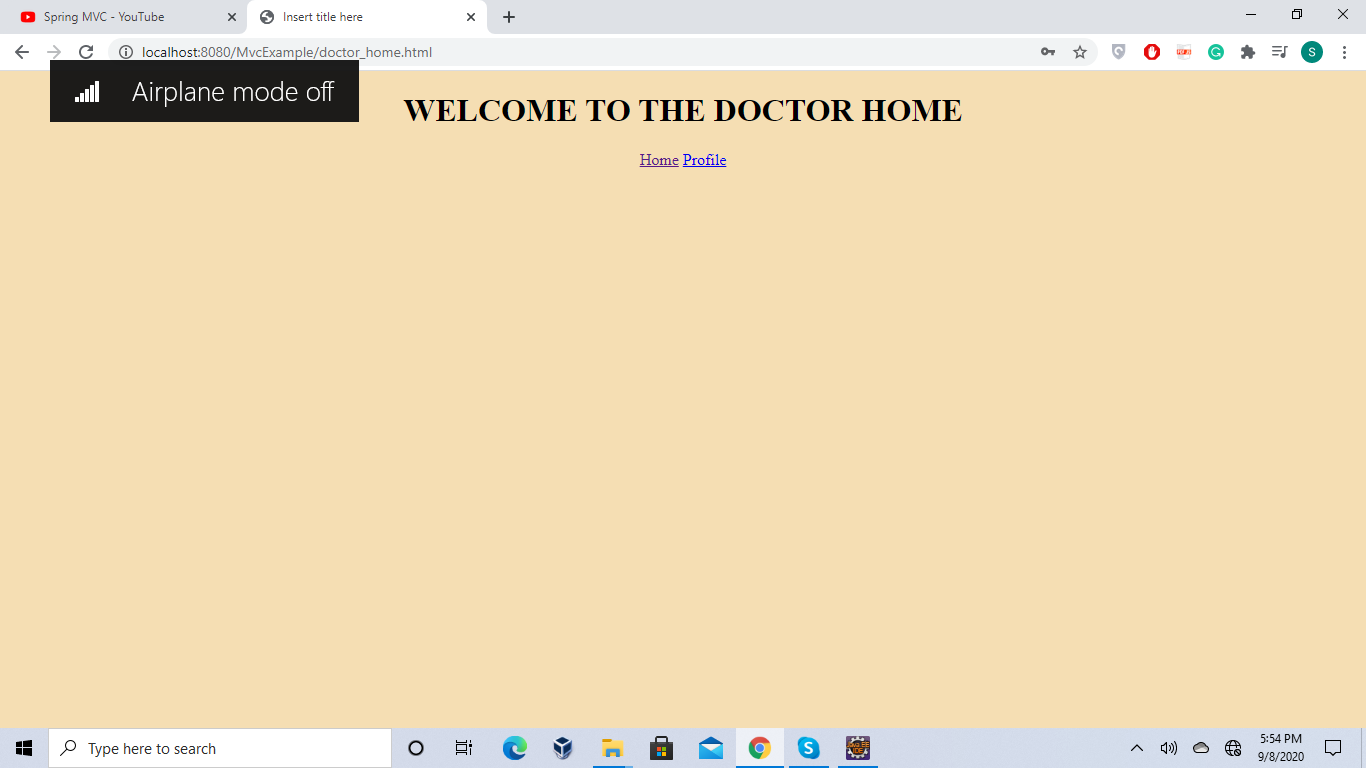 Spring MVC - YouTube
Insert title here
localhost:8080/MvcExample/doctor_home.html
S
Airplane mode off
WELCOME TO THE DOCTOR HOME
Home Profile
Type here to search
5:54 PM
9/8/2020